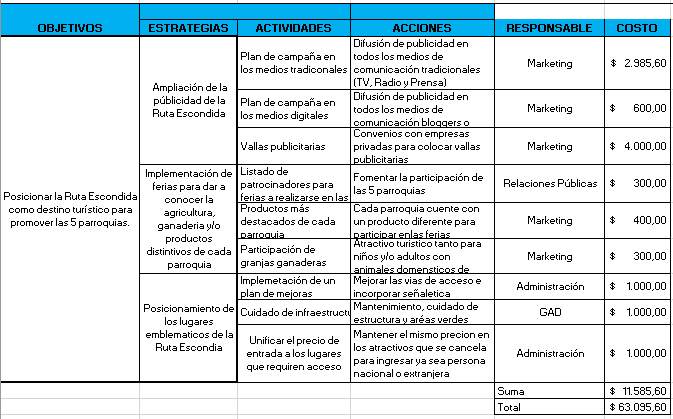 OBJETIVOS ESTRATEGIAS ACTIVIDADES ACCIONES RESPONSABLE COSTO
Posicionar la Ruta Escondida
como destino turístico para
promover las 5 parroquias.
Ampliación de la
públicidad de la
Ruta Escondida
Plan de campaña en
los medios tradiconales
Difusión de publicidad en
todos los medios de
comunicación tradicionales
(TV, Radio y Prensa)
Marketing
$ 2.985,60
Plan de campaña en
los medios digitales
Difusión de publicidad en
todos los medios de
comunicación bloggers o
Marketing
$ 600,00
Vallas publicitarias
Convenios con empresas
privadas para colocar vallas
publicitarias
Marketing
$ 4.000,00
Implementación de
ferias para dar a
conocer la
agricultura,
ganaderia y/o
productos
distintivos de cada
parroquia
Listado de
patrocinadores para
ferias a realizarse en las
Fomentar la participación de
las 5 parroquias
Relaciones Públicas
$ 300,00
Productos más
destacados de cada
parroquia
Cada parroquia cuente con
un producto diferente para
participar enlas ferias
Marketing
$ 400,00
Participación de
granjas ganaderas
Atractivo turistico tanto para
niños y/o adultos con
animales domensticos de
Marketing
$ 300,00
Posicionamiento de
los lugares
emblematicos de la
Ruta Escondia
Implemetación de un
plan de mejoras
Mejorar las vias de acceso e
incorporar señaletica
Administración
$ 1.000,00
Cuidado de infraestructu
Mantenimiento, cuidado de
estructura y aréas verdes
GAD
$ 1.000,00
Unificar el precio de
entrada a los lugares
que requiren acceso
Mantener el mismo precion en
los atractivos que se cancela
para ingresar ya sea persona
nacional o extranjera
Administración
$ 1.000,00
Suma $ 11.585,60
Total $ 63.095,60